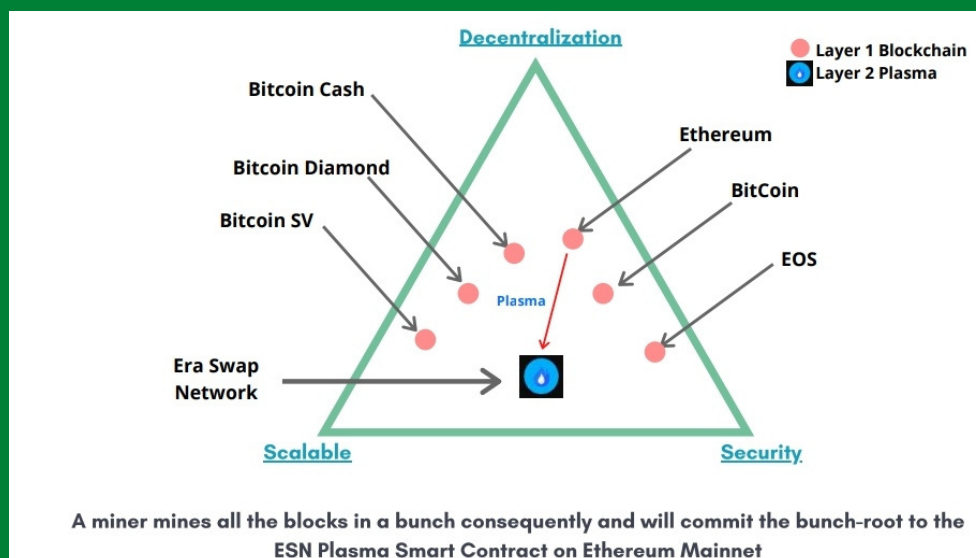 Decentralization
Layer 1 Blockchain
Layer 2 Plasma
Bitcoin Cash
Ethereum
Bitcoin Diamond
BitCoin
Bitcoin SV
EOS
Plasma
Era Swap
Network
Scalable
Security
A miner mines all the blocks in a bunch consequently and will commit the bunch-root to the
ESN Plasma Smart Contract on Ethereum Mainnet